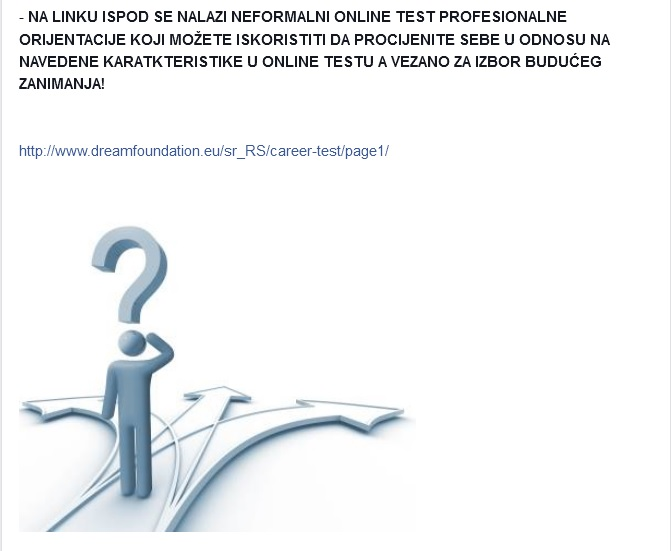 - NA LINKU ISPOD SE NALAZI NEFORMALNI ONLINE TEST PROFESIONALNE
ORIJENTACIJE KOJI MOŽETE ISKORISTITI DA PROCIJENITE SEBE U ODNOSU NA
NAVEDENE KARATKTERISTIKE U ONLINE TESTU A VEZANO ZA IZBOR BUDUĆEG
ZANIMANJA!
http://www.dreamfoundation.eu/sr_RS/career-test/page1/